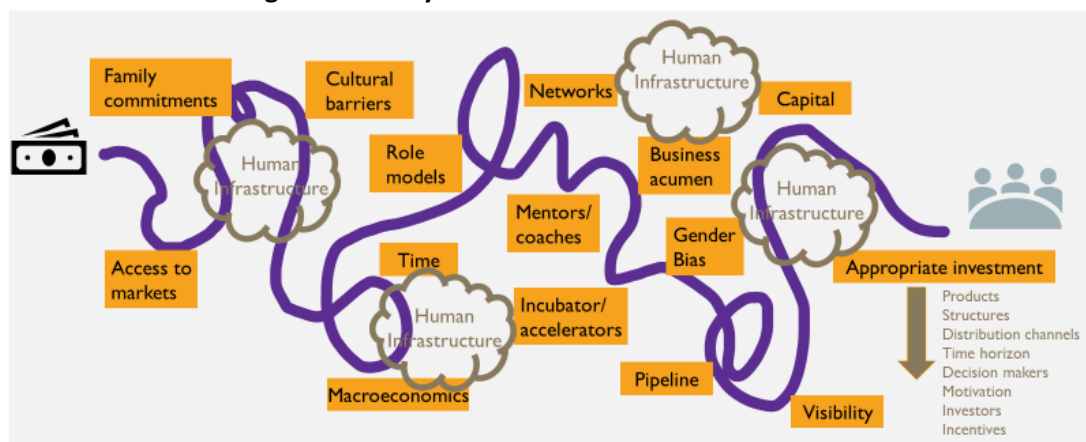 Family
commitments
Cultural
barriers
Human
Infrastructure
Access to
markets
Role
models
Time
Human
Infrastructure
Macroeconomics
Incubator/
accelerators
Networks
Human
Infrastructure
Capital
Business
acumen
Mentors/
coaches
Gender
Bias
Human
Infrastructure
Pipeline
Visibility
Appropriate investment
Products
Structures
Distribution channels
Time horizon
Decision makers
Motivation
Investors
Incentives